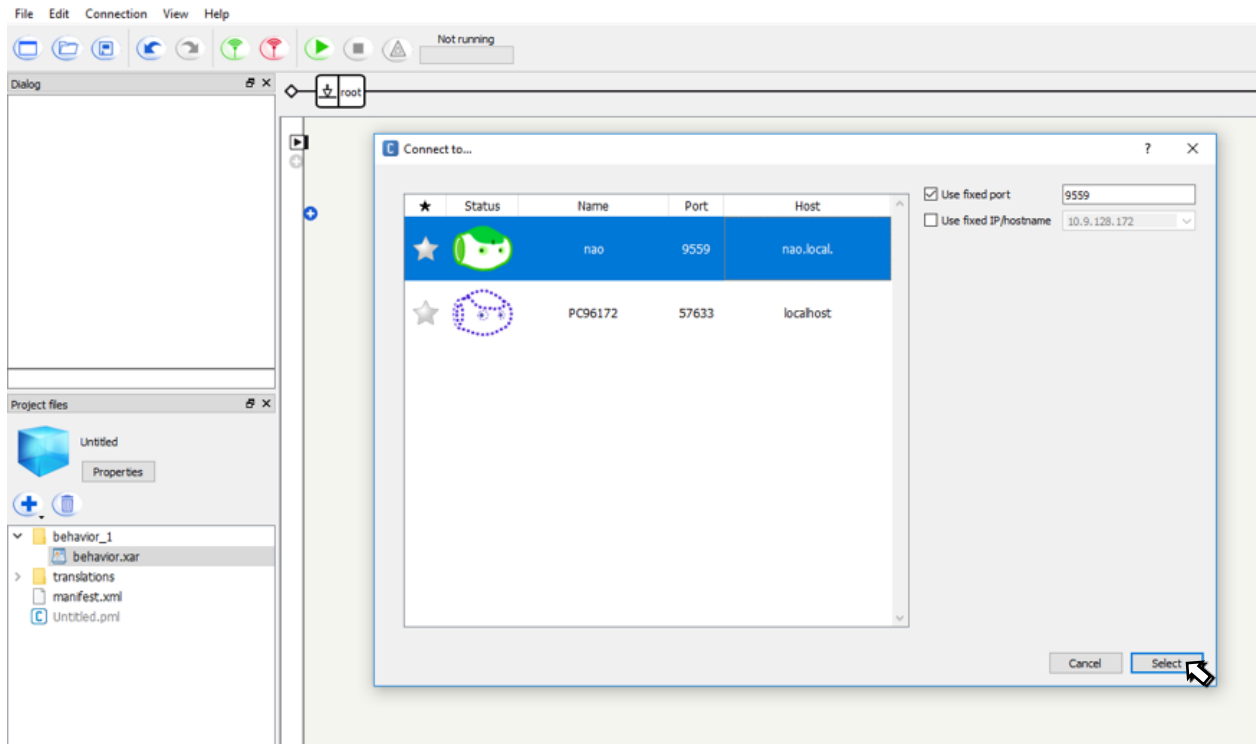 File Edit Connection View Help
Not running
Dialog
root
Connect to...
? 
Status Name Port Host
nao 9559 nao.local.
PC96172 57633 localhost
Use fixed port 9559
Use fixed IP/hostname 10.9.128.172
Cancel Select
Project files
Untitled
Properties
behavior_1
behavior.xar
translations
manifest.xml
C Untitled.pml